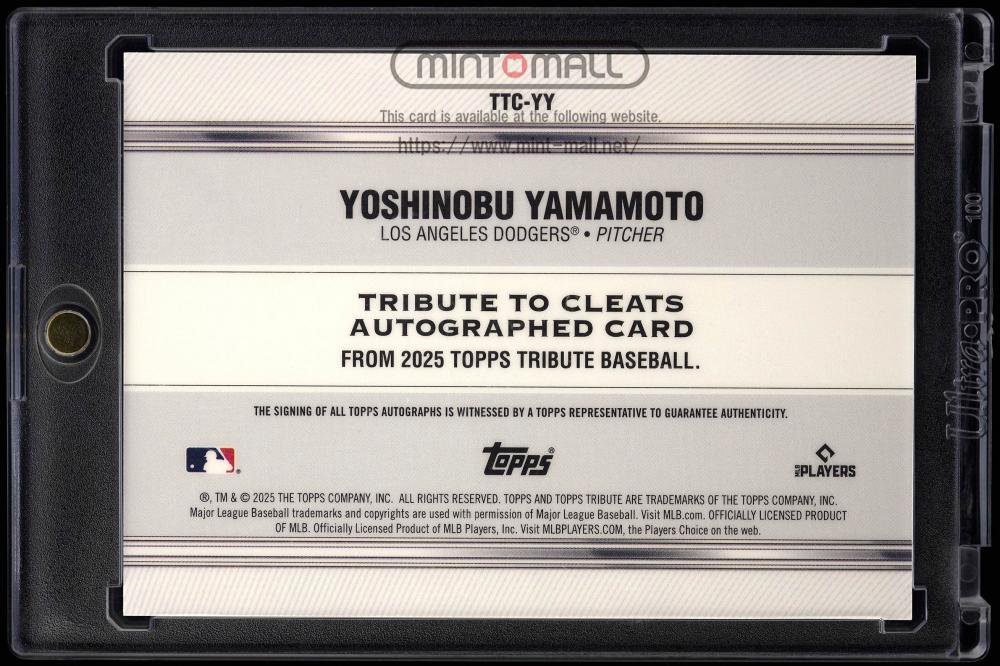 MINT MALL
TTC-YY
This card is available at the following website.
https://www.mint-mall.net/
YOSHINOBU YAMAMOTO
LOS ANGELES DODGERS® • PITCHER
TRIBUTE TO CLEATS
AUTOGRAPHED CARD
FROM 2025 TOPPS TRIBUTE BASEBALL.
THE SIGNING OF ALL TOPPS AUTOGRAPHS IS WITNESSED BY A TOPPS REPRESENTATIVE TO GUARANTEE AUTHENTICITY.
topps®
MLB PLAYERS
®, TM & © 2025 THE TOPPS COMPANY, INC. ALL RIGHTS RESERVED. TOPPS AND TOPPS TRIBUTE ARE TRADEMARKS OF THE TOPPS COMPANY, INC.
Major League Baseball trademarks and copyrights are used with permission of Major League Baseball. Visit MLB.com. OFFICIALLY LICENSED PRODUCT
OF MLB. Officially Licensed Product of MLB Players, Inc. Visit MLBPLAYERS.COM, the Players Choice on the web.
Ultra PRO® 100